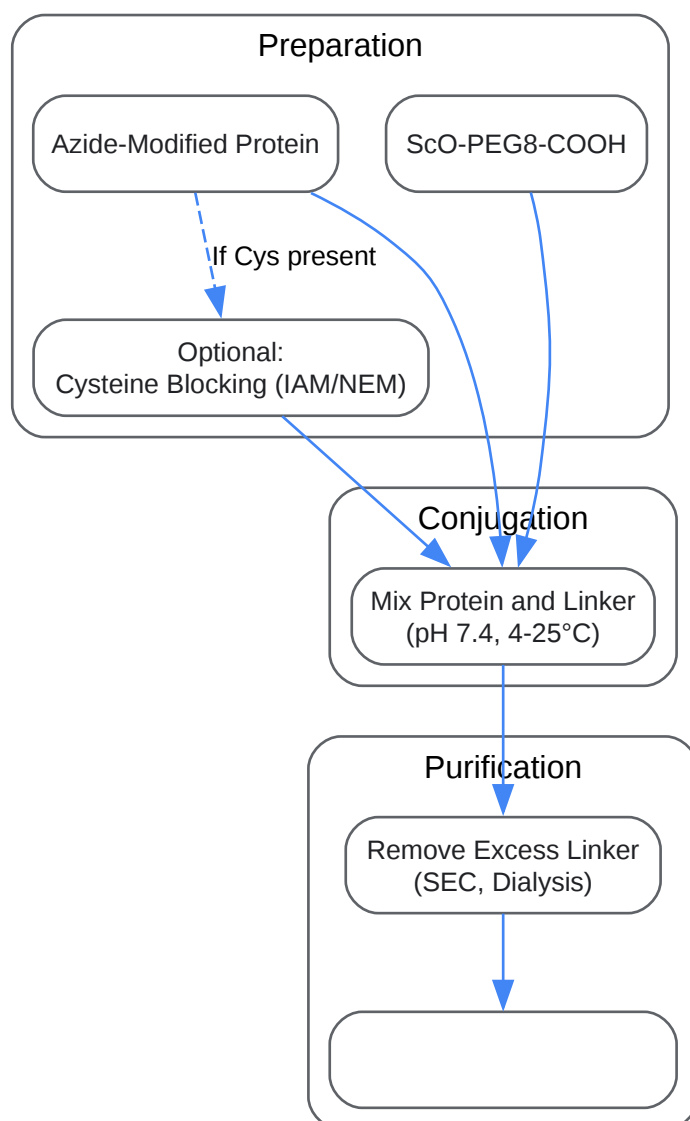 Preparation
Azide-Modified Protein
ScO-PEG8-COOH
If Cys present
Optional:
Cysteine Blocking (IAM/NEM)
Conjugation
Mix Protein and Linker
(pH 7.4, 4-25°C)
Purification
Remove Excess Linker
(SEC, Dialysis)